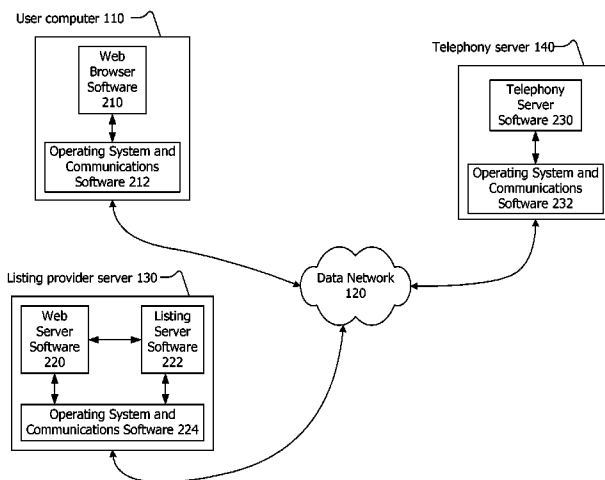 User computer 110
Web
Browser
Software
210
Operating System and
Communications
Software 212
Telephony server 140
Telephony
Server
Software 230
Operating System and
Communications
Software 232
Data Network
120
Listing provider server 130
Web
Server
Software
220
Listing
Server
Software
222
Operating System and
Communications Software 224